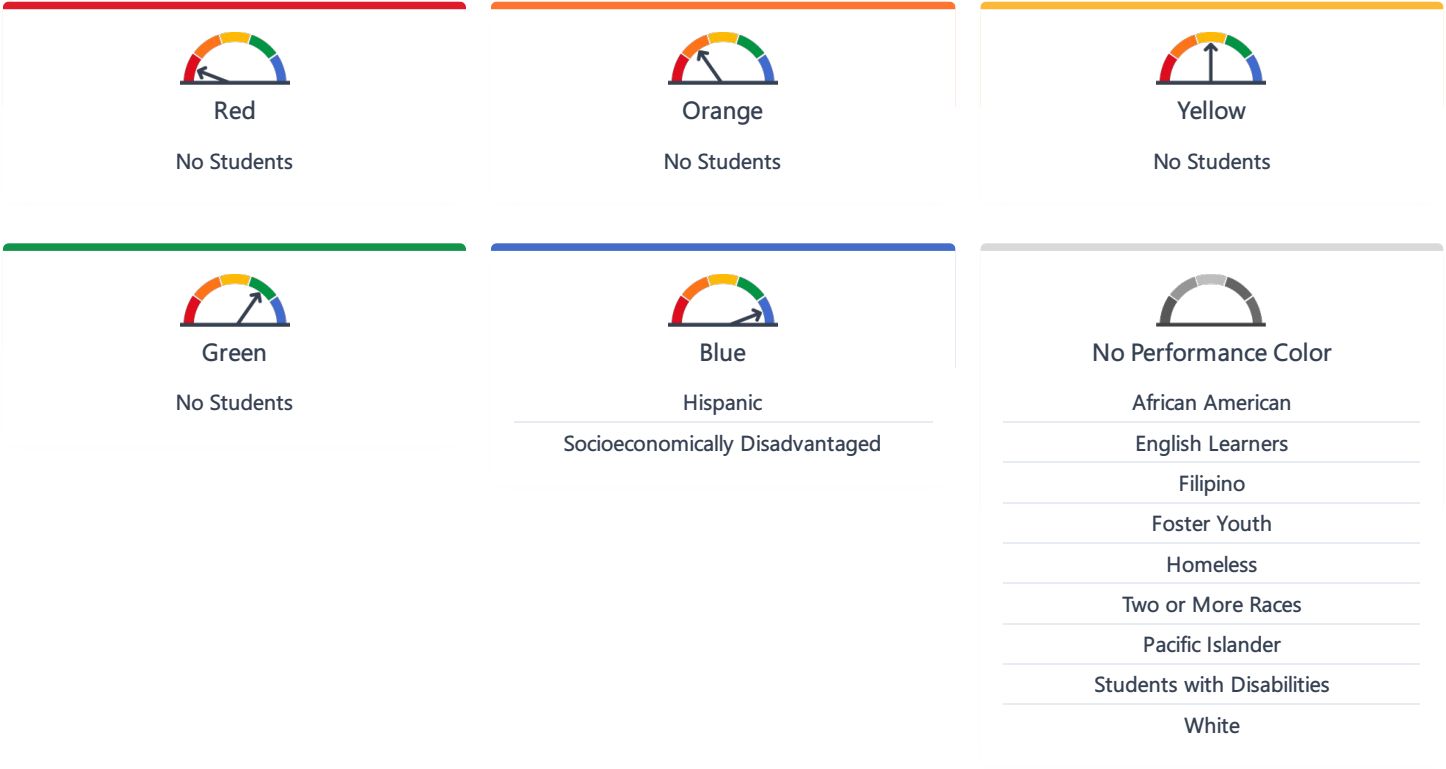 Red
No Students
Orange
No Students
Yellow
No Students
Green
No Students
Blue
Hispanic
Socioeconomically Disadvantaged
No Performance Color
African American
English Learners
Filipino
Foster Youth
Homeless
Two or More Races
Pacific Islander
Students with Disabilities
White